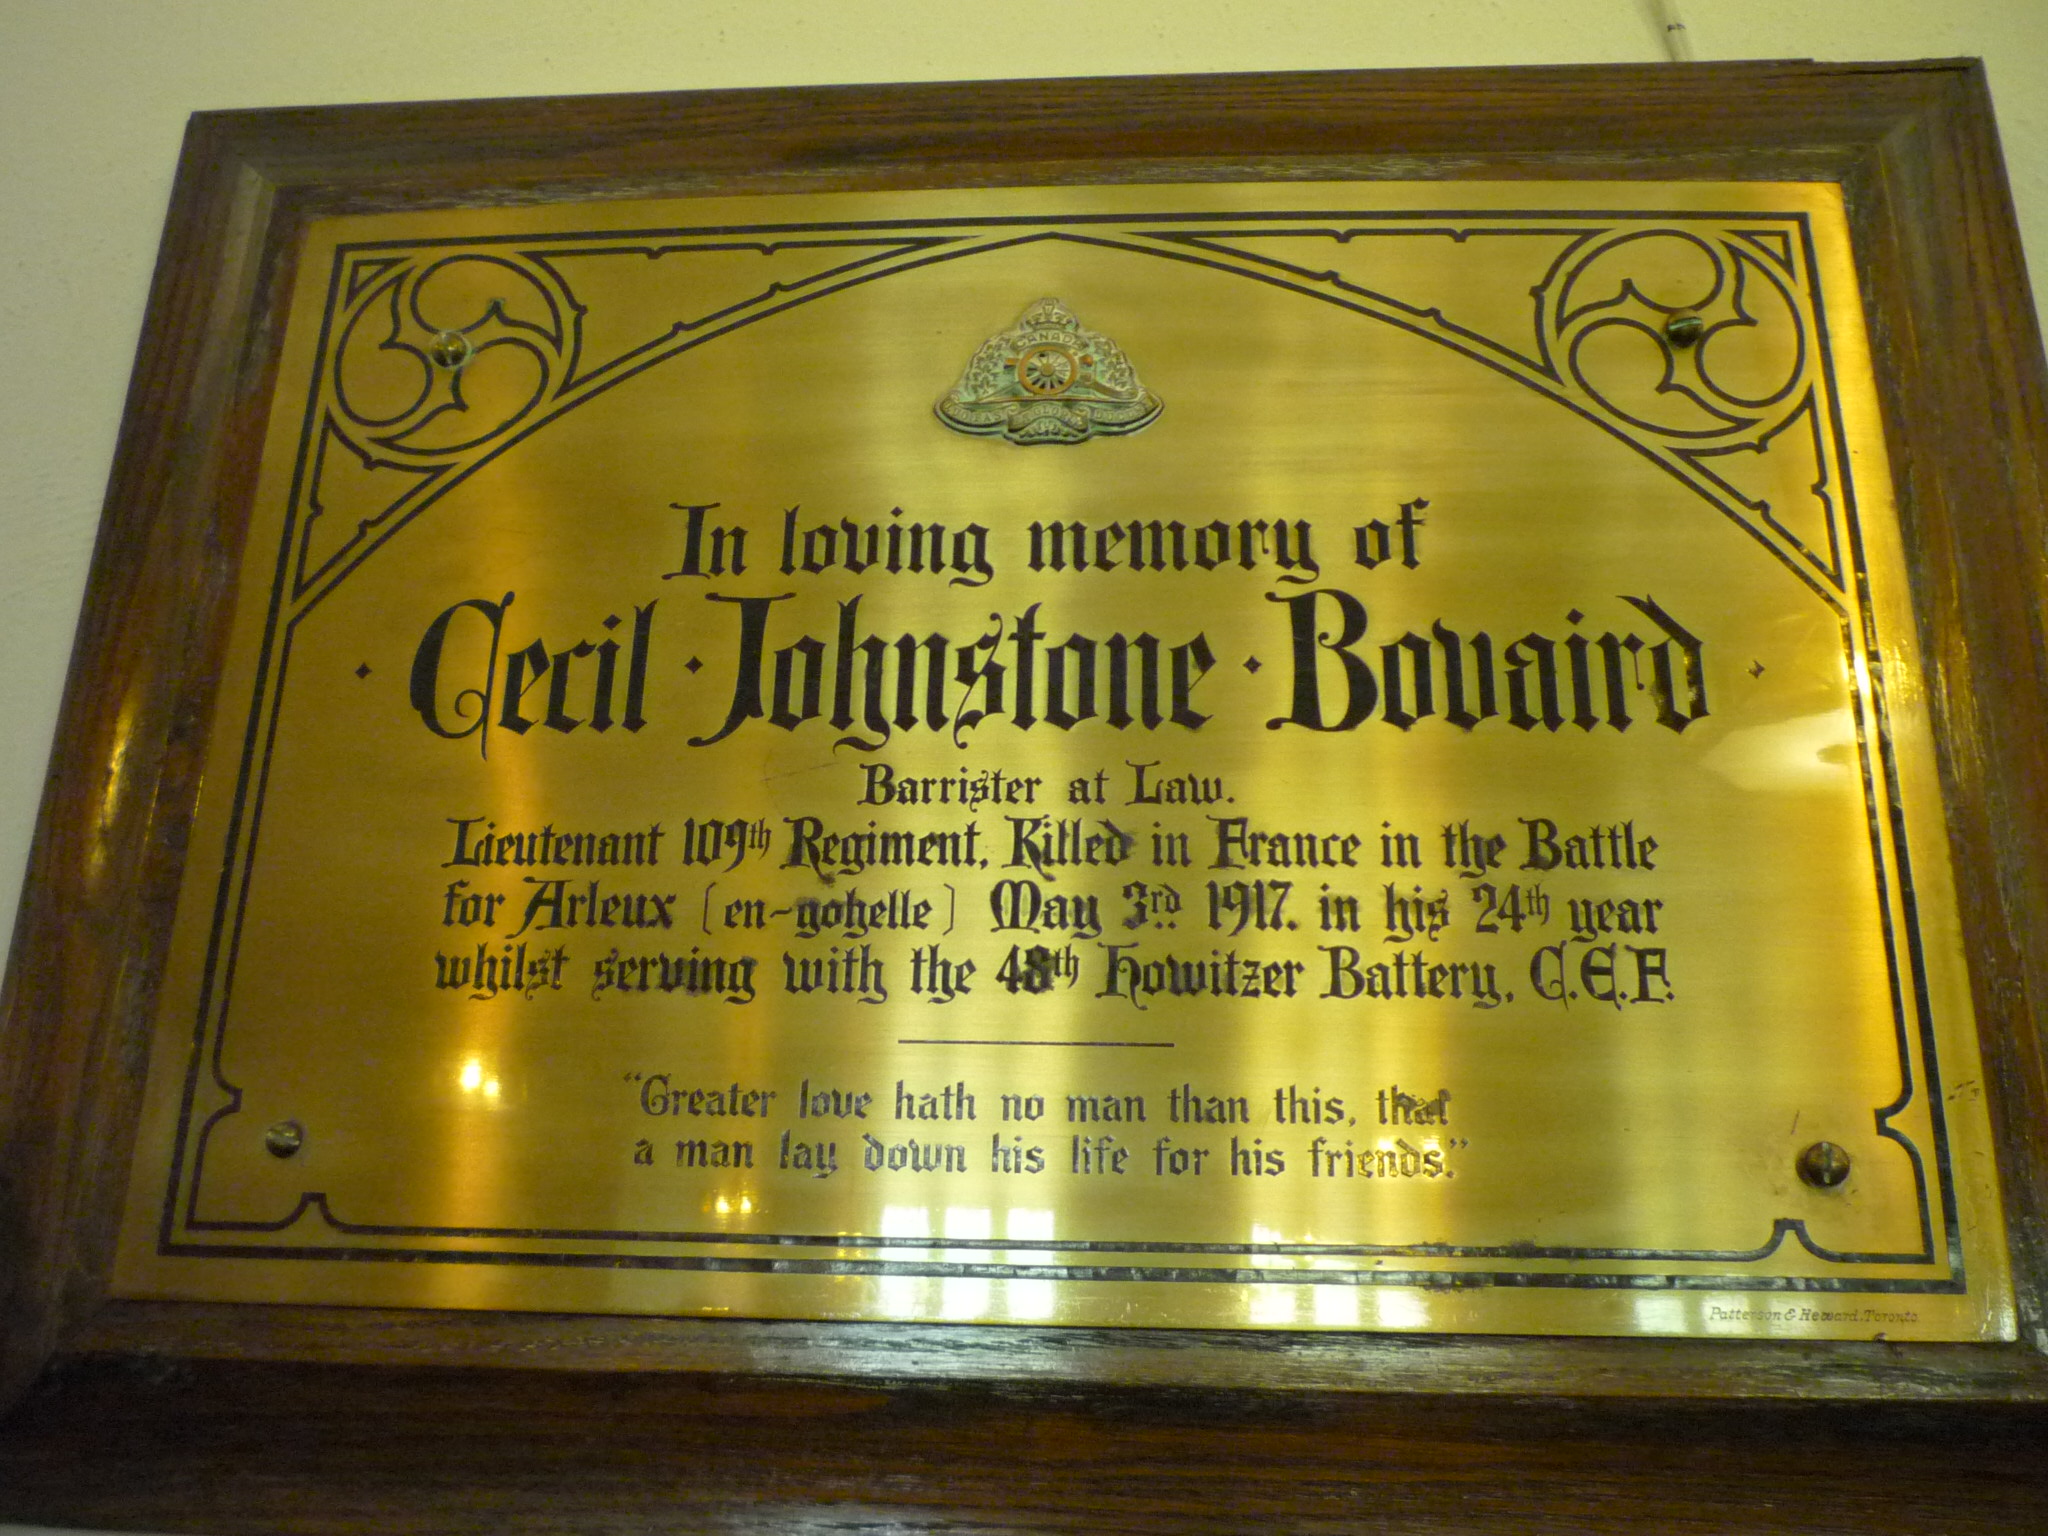 CANADA
In loving memory of
· Cecil · Johnstone · Bovaird ·
Barrister at Law.
Lieutenant 109th Regiment, Killed in France in the Battle
for Arleux (en-gohelle) May 3rd. 1917. in his 24th year
whilst serving with the 48th Howitzer Battery, C.E.F.
"Greater love hath no man than this, that
a man lay down his life for his friends."
Patterson & Heward. Toronto